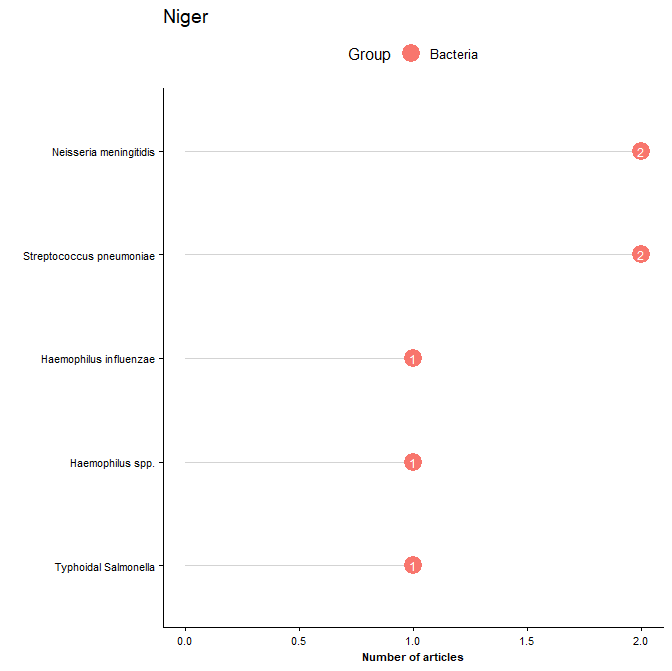 Niger
Group Bacteria
Neisseria meningitidis 2
Streptococcus pneumoniae 2
Haemophilus influenzae 1
Haemophilus spp. 1
Typhoidal Salmonella 1
0.0 0.5 1.0 1.5 2.0
Number of articles